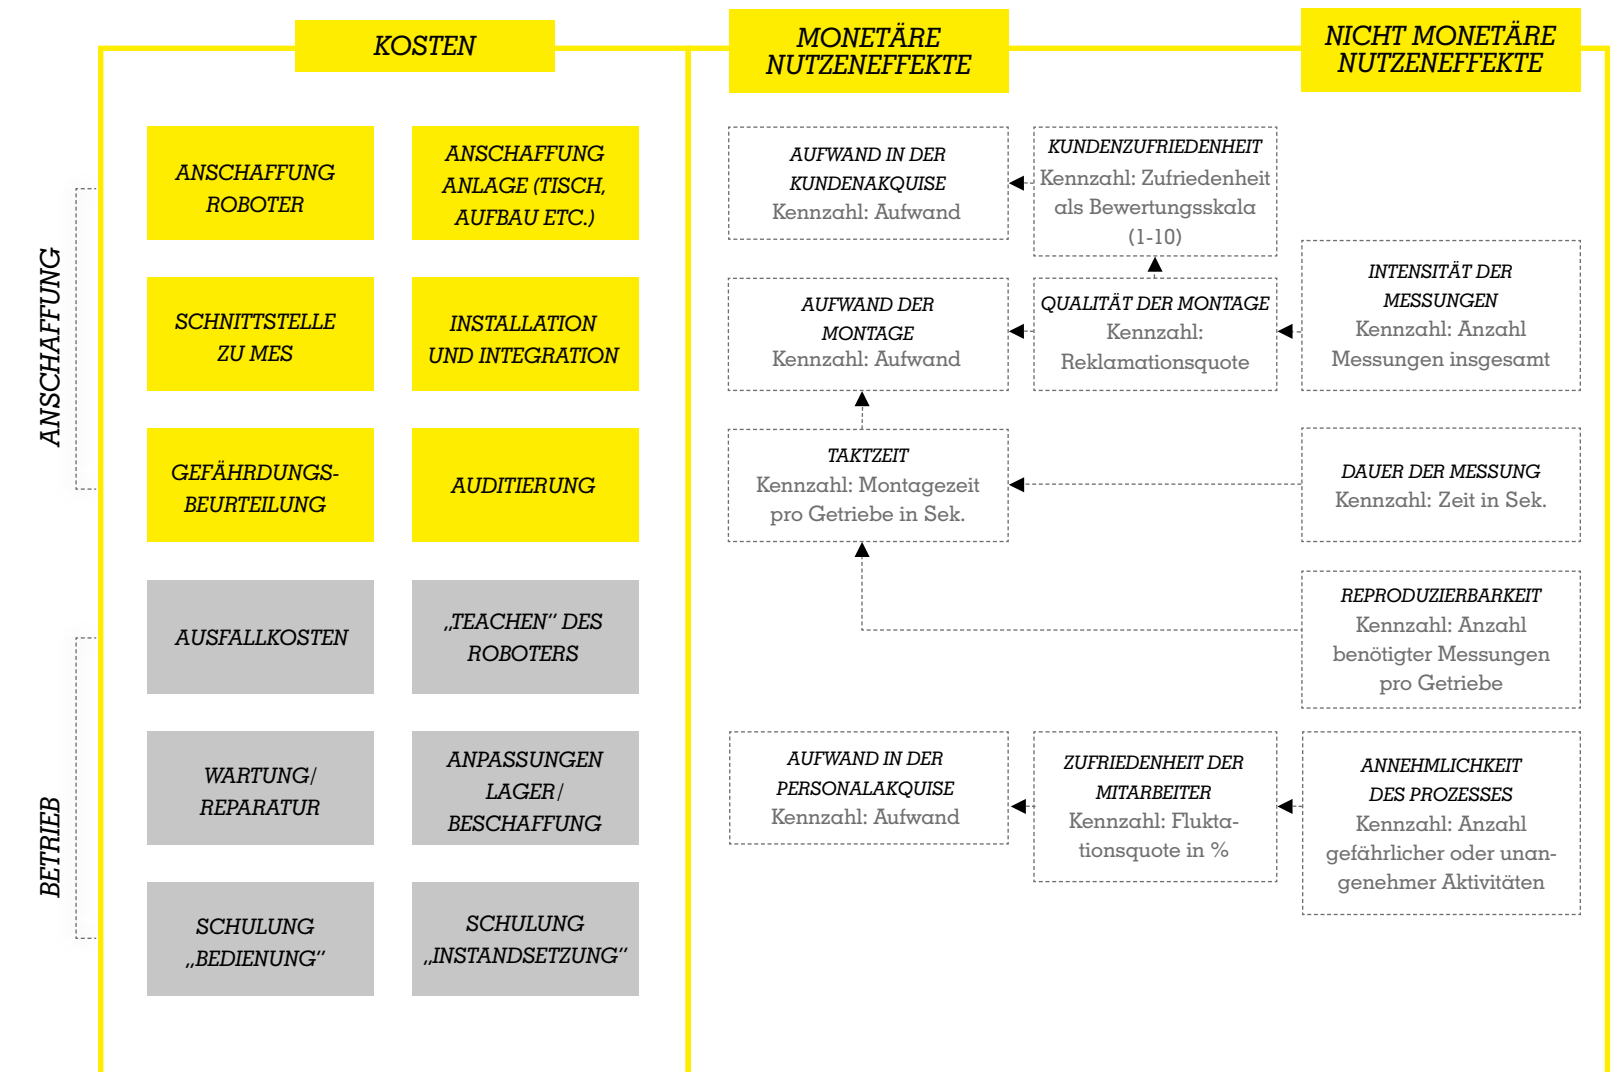 KOSTEN
MONETÄRE
NUTZENEFFEKTE
NICHT MONETÄRE
NUTZENEFFEKTE
ANSCHAFFUNG
ANSCHAFFUNG
ROBOTER
ANSCHAFFUNG
ANLAGE (TISCH,
AUFBAU ETC.)
SCHNITTSTELLE
ZU MES
INSTALLATION
UND INTEGRATION
GEFÄHRDUNGS-
BEURTEILUNG
AUDITIERUNG
BETRIEB
AUSFALLKOSTEN
„TEACHEN“ DES
ROBOTERS
WARTUNG/
REPARATUR
ANPASSUNGEN
LAGER/
BESCHAFFUNG
SCHULUNG
„BEDIENUNG“
SCHULUNG
„INSTANDSETZUNG“
AUFWAND IN DER
KUNDENAKQUISE
Kennzahl: Aufwand
KUNDENZUFRIEDENHEIT
Kennzahl: Zufriedenheit
als Bewertungsskala
(1-10)
AUFWAND DER
MONTAGE
Kennzahl: Aufwand
QUALITÄT DER MONTAGE
Kennzahl:
Reklamationsquote
INTENSITÄT DER
MESSUNGEN
Kennzahl: Anzahl
Messungen insgesamt
TAKTZEIT
Kennzahl: Montagezeit
pro Getriebe in Sek.
DAUER DER MESSUNG
Kennzahl: Zeit in Sek.
REPRODUZIERBARKEIT
Kennzahl: Anzahl
benötigter Messungen
pro Getriebe
AUFWAND IN DER
PERSONALAKQUISE
Kennzahl: Aufwand
ZUFRIEDENHEIT DER
MITARBEITER
Kennzahl: Flukta-
tionsquote in %
ANNEHMLICHKEIT
DES PROZESSES
Kennzahl: Anzahl
gefährlicher oder unan-
genehmer Aktivitäten